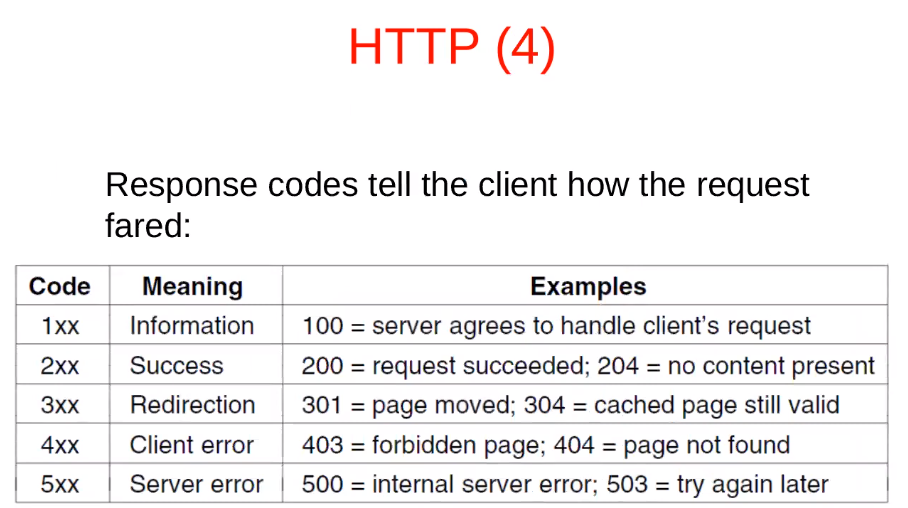 HTTP (4)
Response codes tell the client how the request
fared:
Code Meaning Examples
1xx Information 100 = server agrees to handle client's request
2xx Success 200 = request succeeded; 204 = no content present
3xx Redirection 301 = page moved; 304 = cached page still valid
4xx Client error 403 = forbidden page; 404 = page not found
5xx Server error 500 = internal server error; 503 = try again later